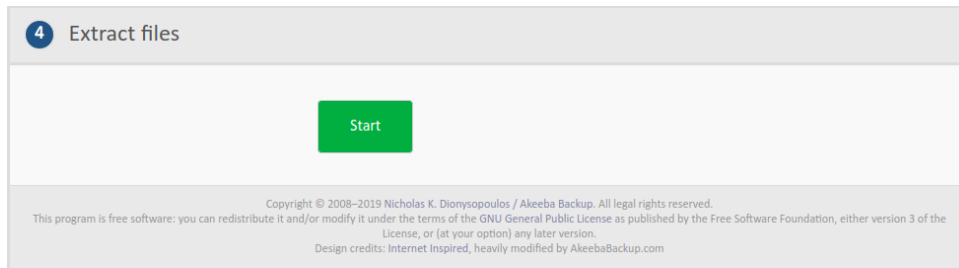 4 Extract files
Start
Copyright © 2008–2019 Nicholas K. Dionysopoulos / Akeeba Backup. All legal rights reserved.
This program is free software: you can redistribute it and/or modify it under the terms of the GNU General Public License as published by the Free Software Foundation, either version 3 of the
License, or (at your option) any later version.
Design credits: Internet Inspired, heavily modified by AkeebaBackup.com